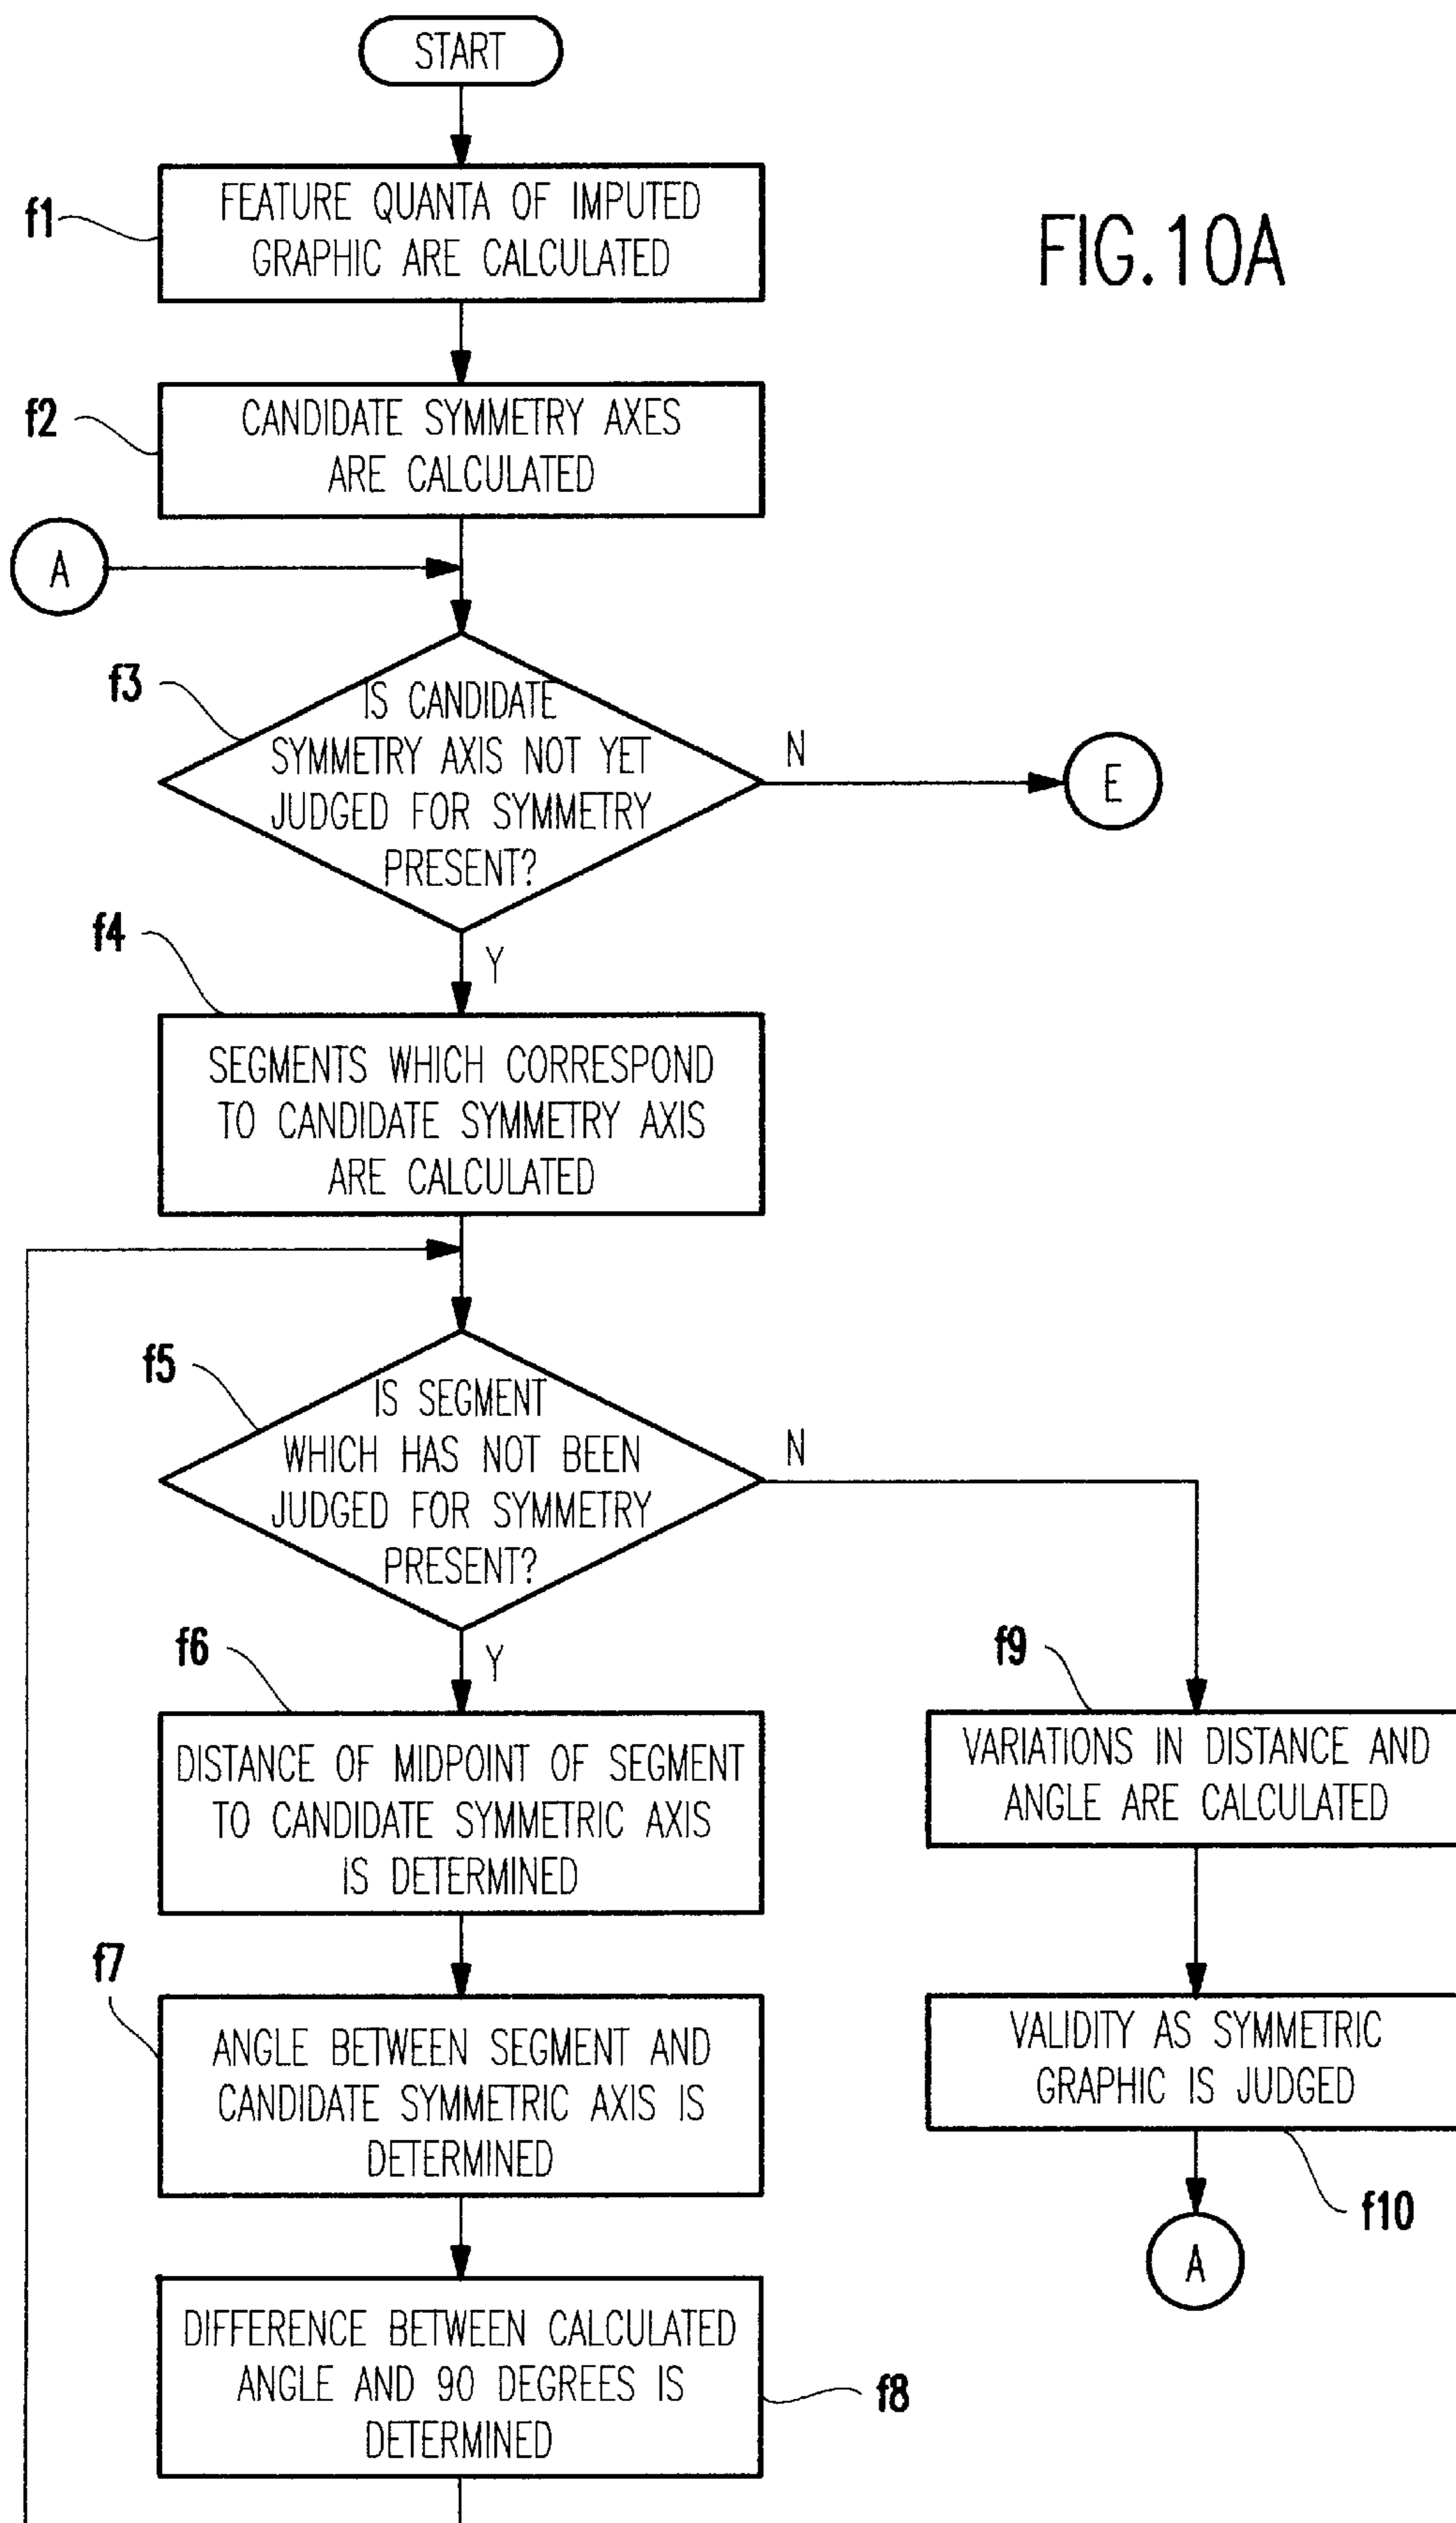 START
f1
FEATURE QUANTA OF IMPUTED
GRAPHIC ARE CALCULATED
FIG.10A
f2
CANDIDATE SYMMETRY AXES
ARE CALCULATED
A
f3
IS CANDIDATE
SYMMETRY AXIS NOT YET
JUDGED FOR SYMMETRY
PRESENT?
N
E
Y
f4
SEGMENTS WHICH CORRESPOND
TO CANDIDATE SYMMETRY AXIS
ARE CALCULATED
f5
IS SEGMENT
WHICH HAS NOT BEEN
JUDGED FOR SYMMETRY
PRESENT?
N
Y
f6
DISTANCE OF MIDPOINT OF SEGMENT
TO CANDIDATE SYMMETRIC AXIS
IS DETERMINED
f9
VARIATIONS IN DISTANCE AND
ANGLE ARE CALCULATED
f7
ANGLE BETWEEN SEGMENT AND
CANDIDATE SYMMETRIC AXIS IS
DETERMINED
VALIDITY AS SYMMETRIC
GRAPHIC IS JUDGED
f10
A
DIFFERENCE BETWEEN CALCULATED
ANGLE AND 90 DEGREES IS
DETERMINED
f8